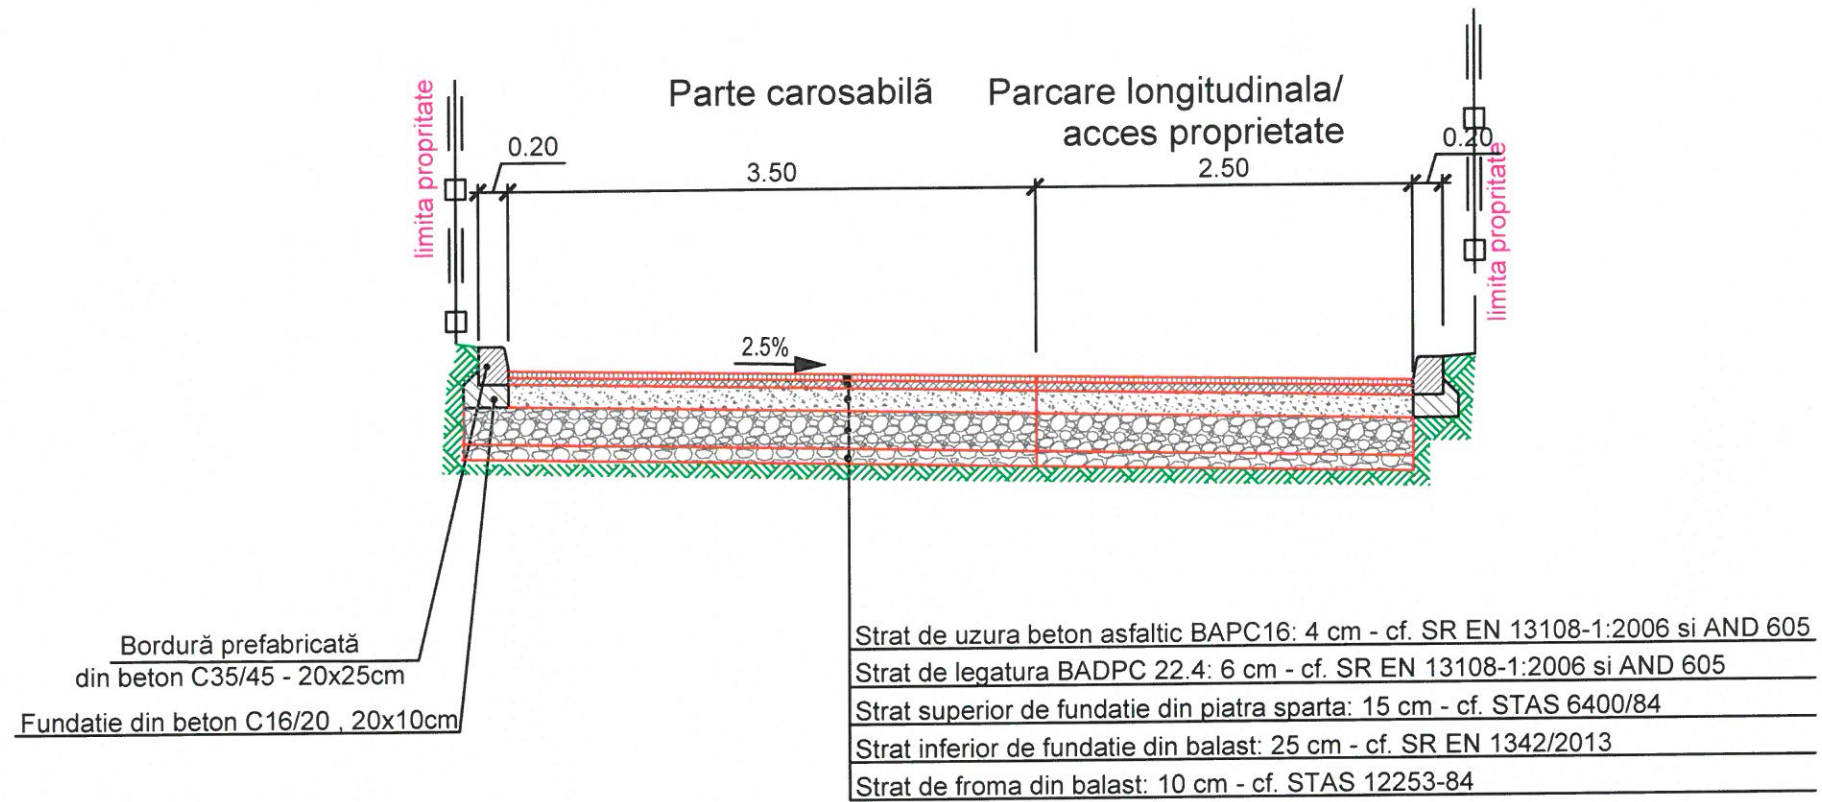 Parte carosabilã
Parcare longitudinala/
acces proprietate
limita propritate
0.20
3.50
2.50
0.20
limita propritate
2.5%
Bordură prefabricată
din beton C35/45 - 20x25cm
Fundatie din beton C16/20 , 20x10cm
Strat de uzura beton asfaltic BAPC16: 4 cm - cf. SR EN 13108-1:2006 si AND 605
Strat de legatura BADPC 22.4: 6 cm - cf. SR EN 13108-1:2006 si AND 605
Strat superior de fundatie din piatra sparta: 15 cm - cf. STAS 6400/84
Strat inferior de fundatie din balast: 25 cm - cf. SR EN 1342/2013
Strat de froma din balast: 10 cm - cf. STAS 12253-84